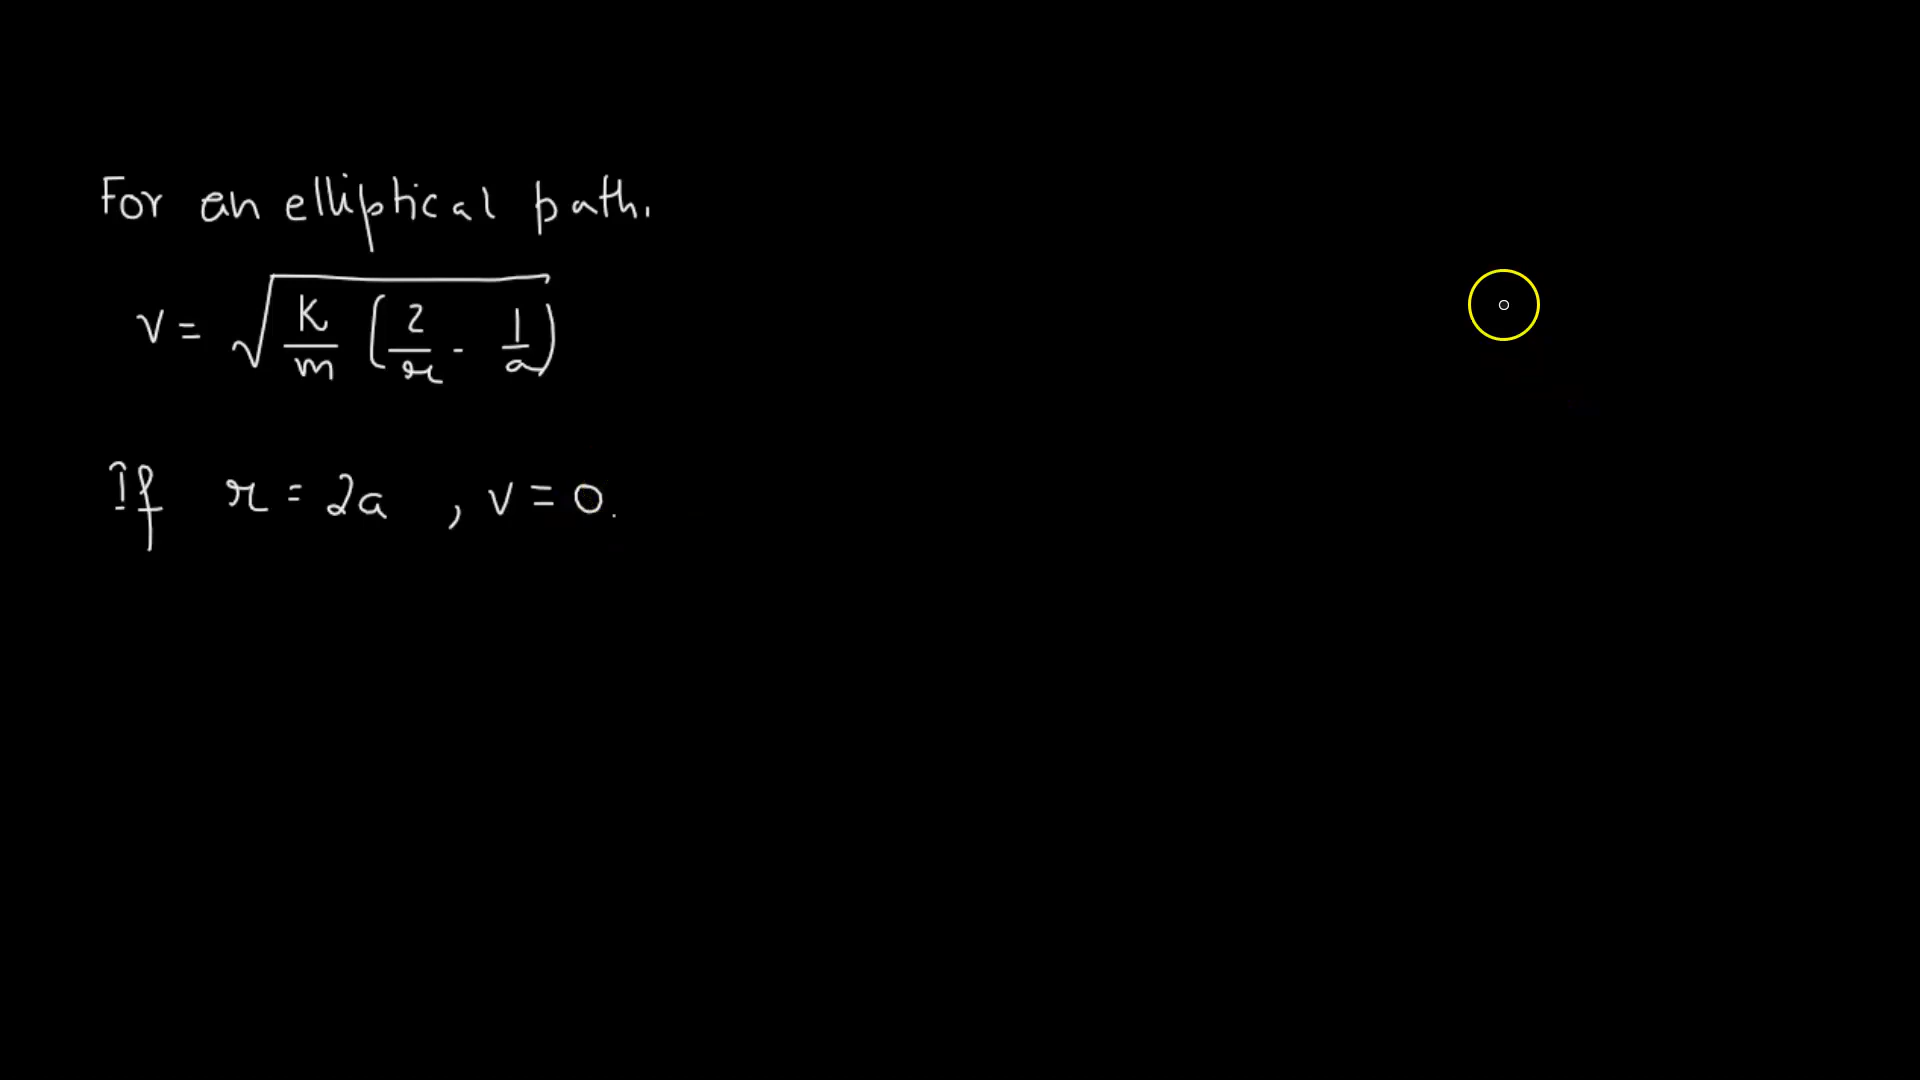 For an elliptical path.
v = √(K/m (2/r - 1/a))
If r = 2a , v = 0.